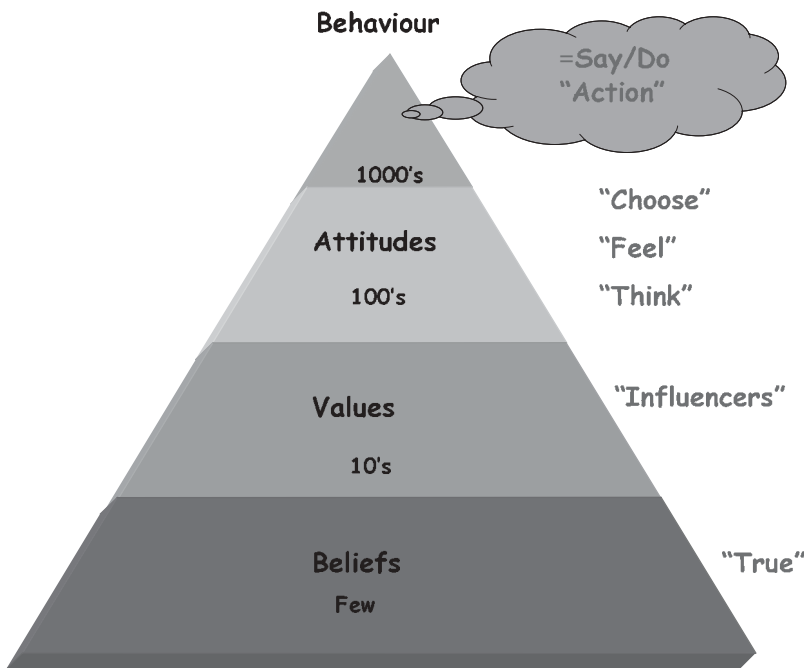 Behaviour
=Say/Do
“Action”
1000's
“Choose”
Attitudes
“Feel”
100's
“Think”
“Influencers”
Values
10's
Beliefs
“True”
Few